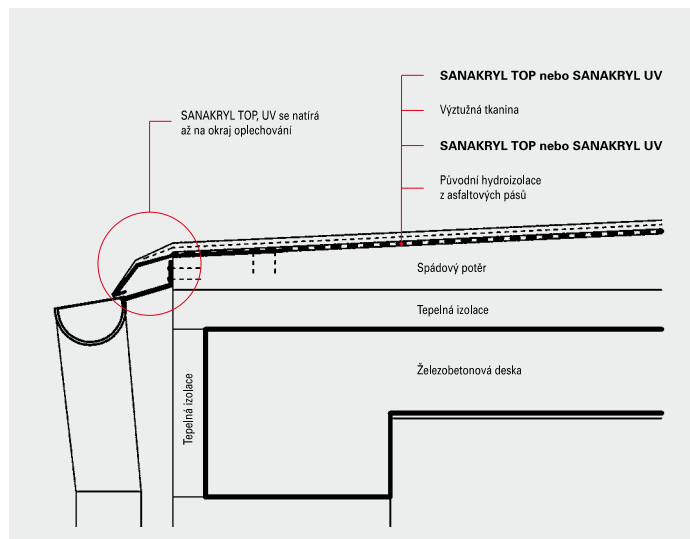 SANAKRYL TOP nebo SANAKRYL UV
SANAKRYL TOP, UV se natírá
až na okraj oplechování
Výztužná tkanina
SANAKRYL TOP nebo SANAKRYL UV
Původní hydroizolace
z asfaltových pásů
Spádový potěr
Tepelná izolace
Železobetonová deska
Tepelná izolace